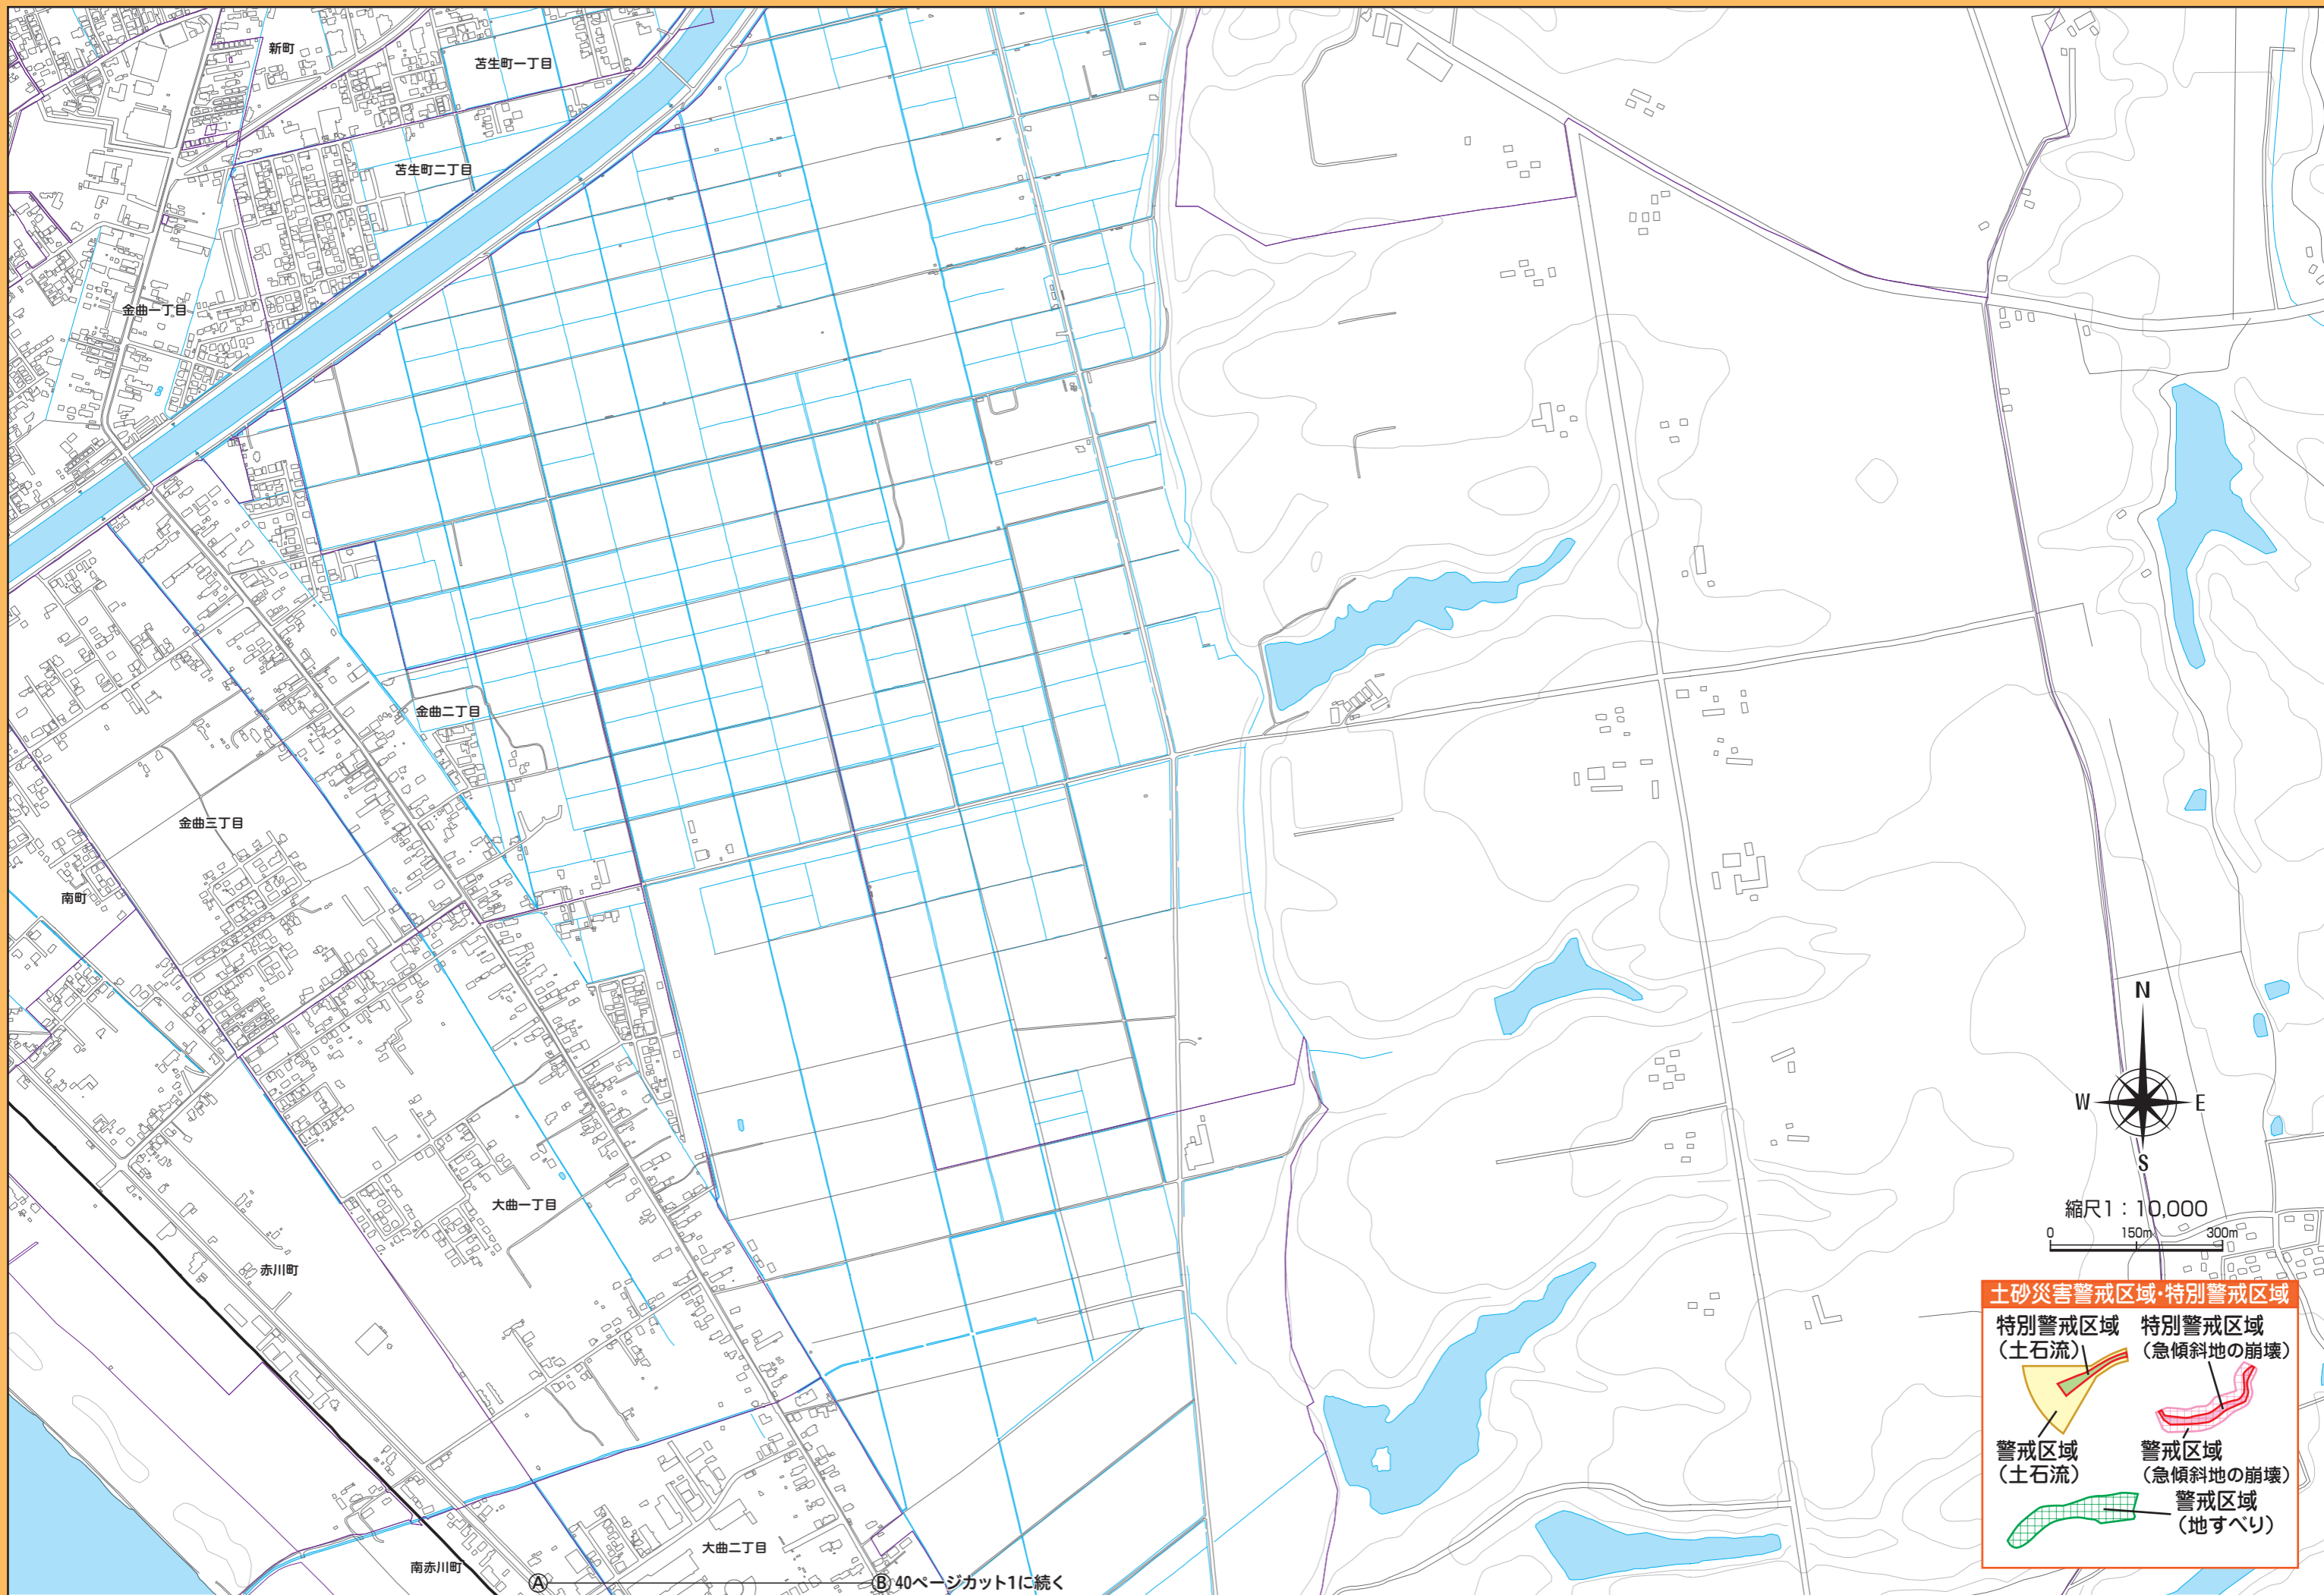 新町
苫生町一丁目
苫生町二丁目
金曲一丁目
金曲二丁目
金曲三丁目
南町
大曲一丁目
赤川町
大曲二丁目
南赤川町
A
B 40ページカット1に続く
N
W
E
S
縮尺1：10,000
0 150m 300m
土砂災害警戒区域・特別警戒区域
特別警戒区域
（土石流）
特別警戒区域
（急傾斜地の崩壊）
警戒区域
（土石流）
警戒区域
（急傾斜地の崩壊）
警戒区域
（地すべり）